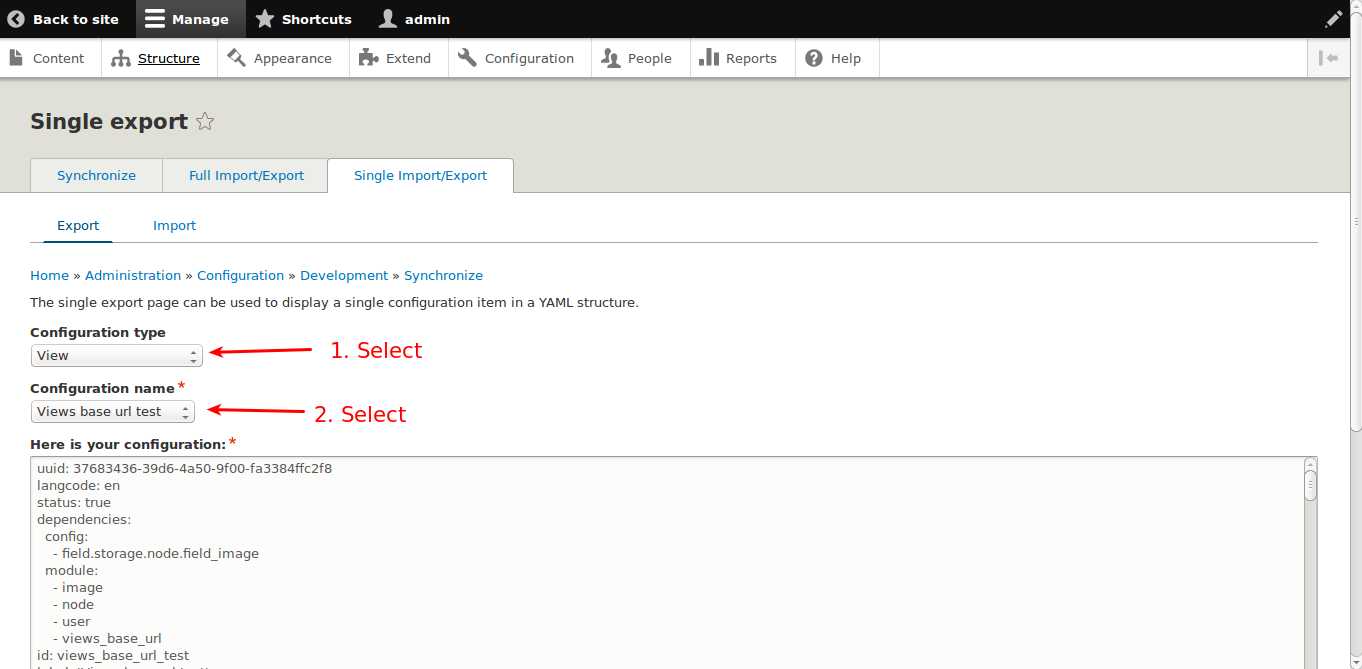 Back to site Manage Shortcuts admin
Content Structure Appearance Extend Configuration People Reports Help
Single export
Synchronize Full Import/Export Single Import/Export
Export Import
Home » Administration » Configuration » Development » Synchronize
The single export page can be used to display a single configuration item in a YAML structure.
Configuration type
View 1. Select
Configuration name*
Views base url test 2. Select
Here is your configuration:*
uuid: 37683436-39d6-4a50-9f00-fa3384ffc2f8
langcode: en
status: true
dependencies:
config:
- field.storage.node.field_image
module:
- image
- node
- user
- views_base_url
id: views_base_url_test